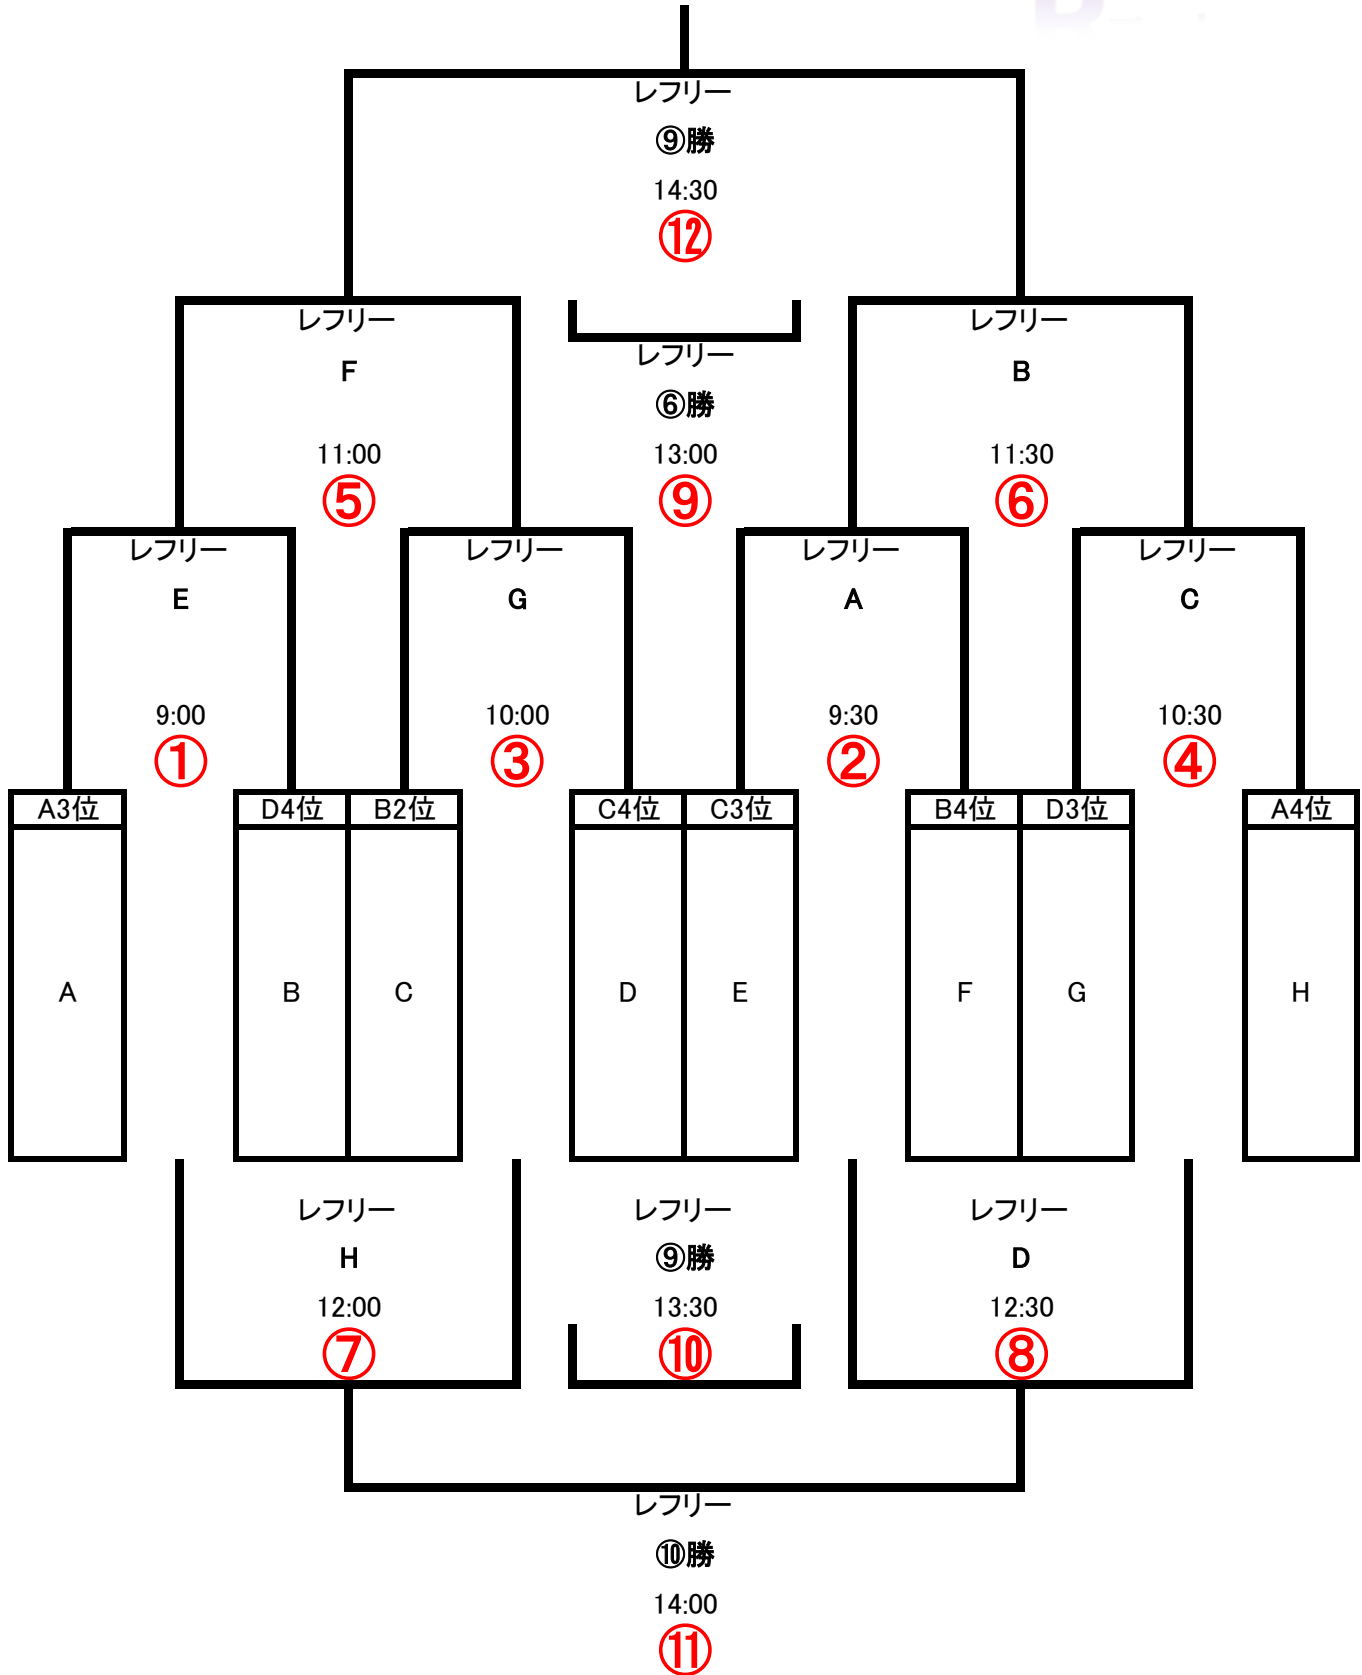 レフリー
⑨勝
14:30
⑫
レフリー
F
11:00
⑤
レフリー
⑥勝
13:00
⑨
レフリー
B
11:30
⑥
レフリー
E
9:00
①
レフリー
G
10:00
③
レフリー
A
9:30
②
レフリー
C
10:30
④
A3位 D4位 B2位 C4位 C3位 B4位 D3位 A4位
A B C D E F G H
レフリー
H
12:00
⑦
レフリー
⑨勝
13:30
⑩
レフリー
D
12:30
⑧
レフリー
⑩勝
14:00
⑪